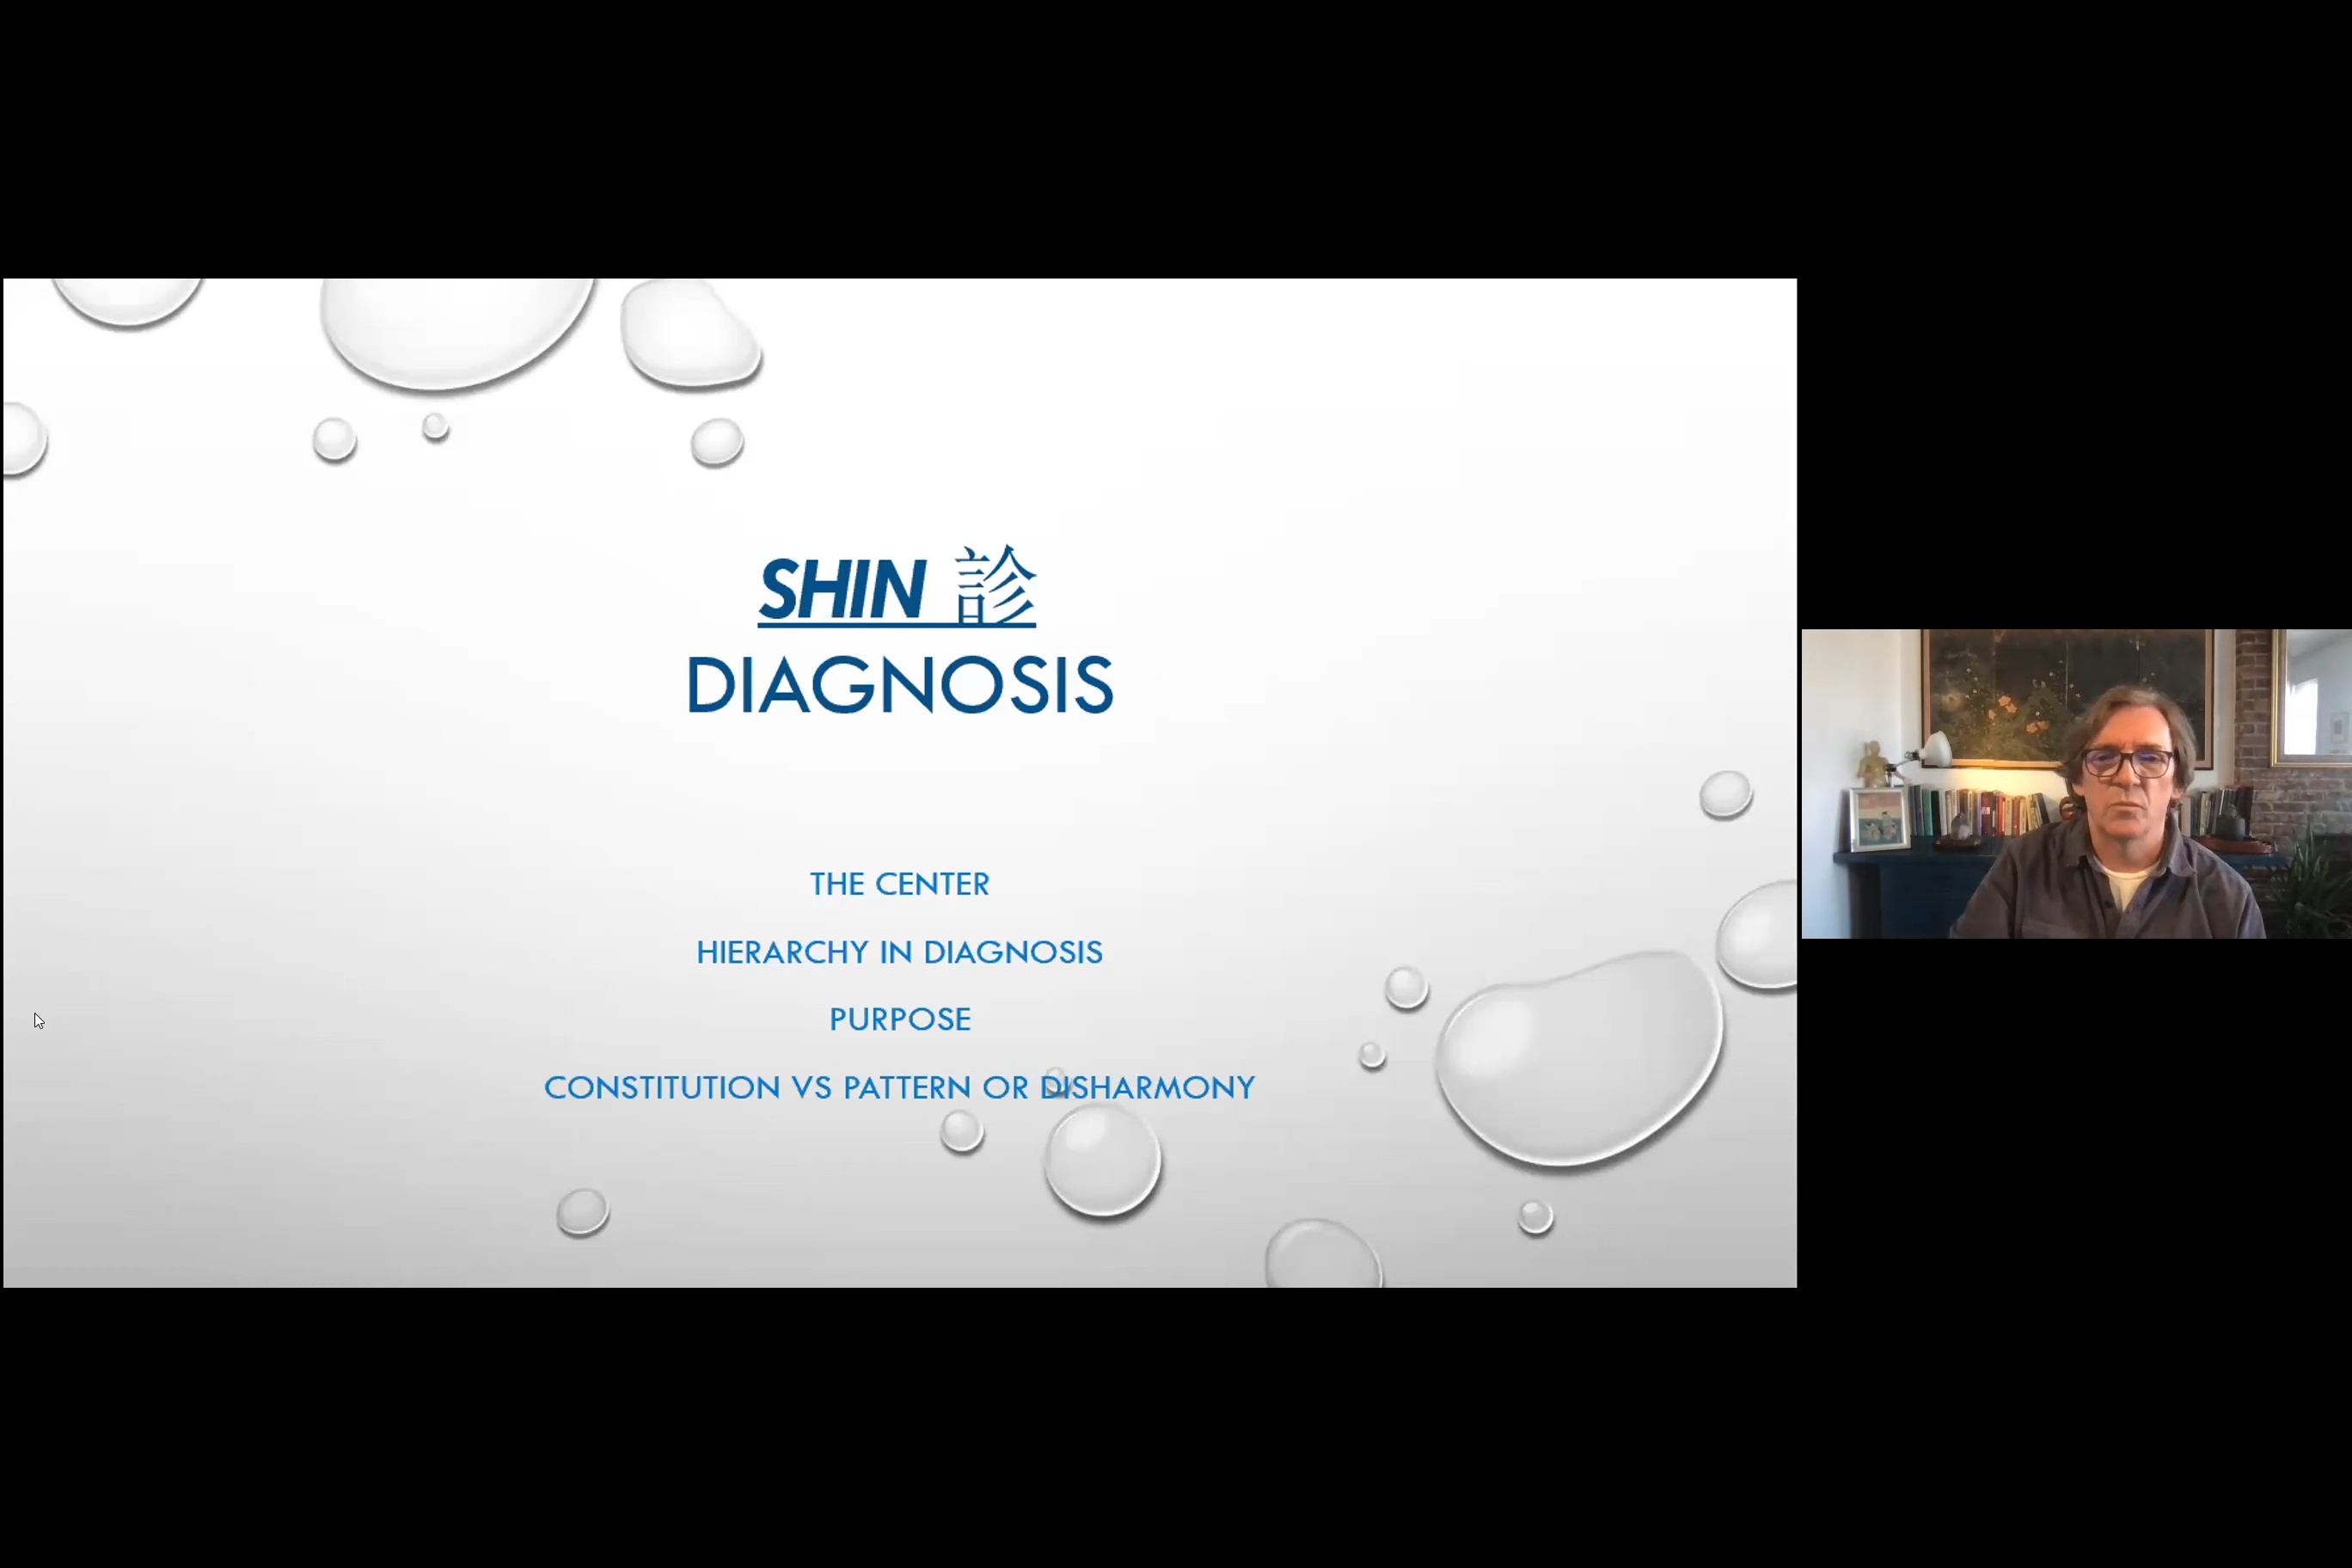 SHIN 診
DIAGNOSIS
THE CENTER
HIERARCHY IN DIAGNOSIS
PURPOSE
CONSTITUTION VS PATTERN OR DISHARMONY